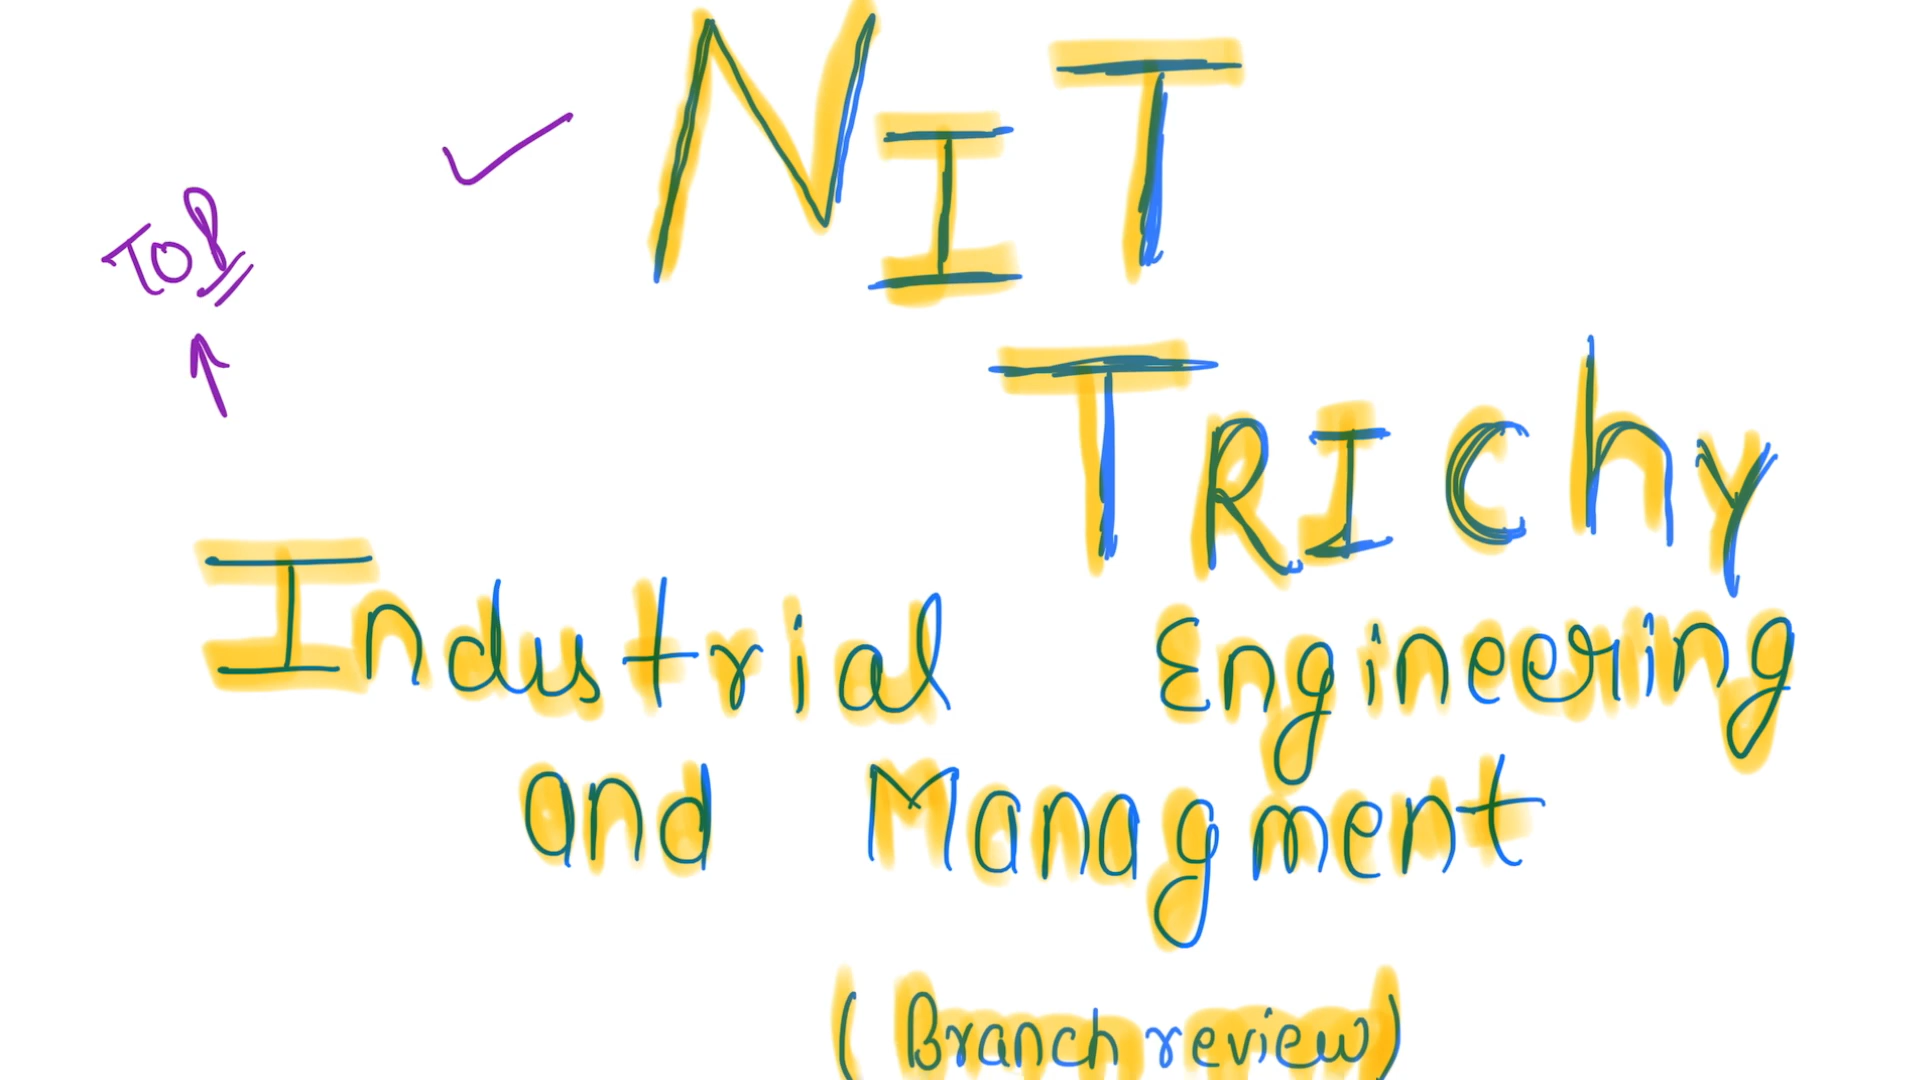 NIT
TOP
TRIChy
Industrial Engineering
and Managment
(Branch review)